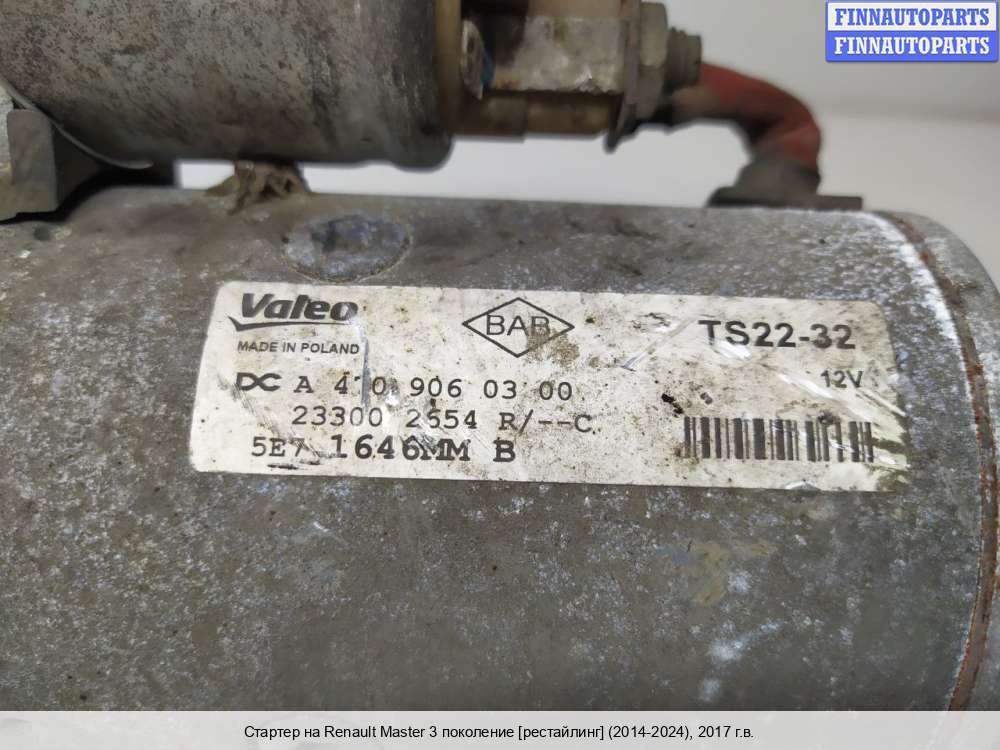 FINNAUTOPARTS
FINNAUTOPARTS
Valeo
MADE IN POLAND
BAB
TS22-32
12V
DC A 410 906 03 00
23300 2654 R/--C
5E7 1646MM B
Стартер на Renault Master 3 поколение [рестайлинг] (2014-2024), 2017 г.в.